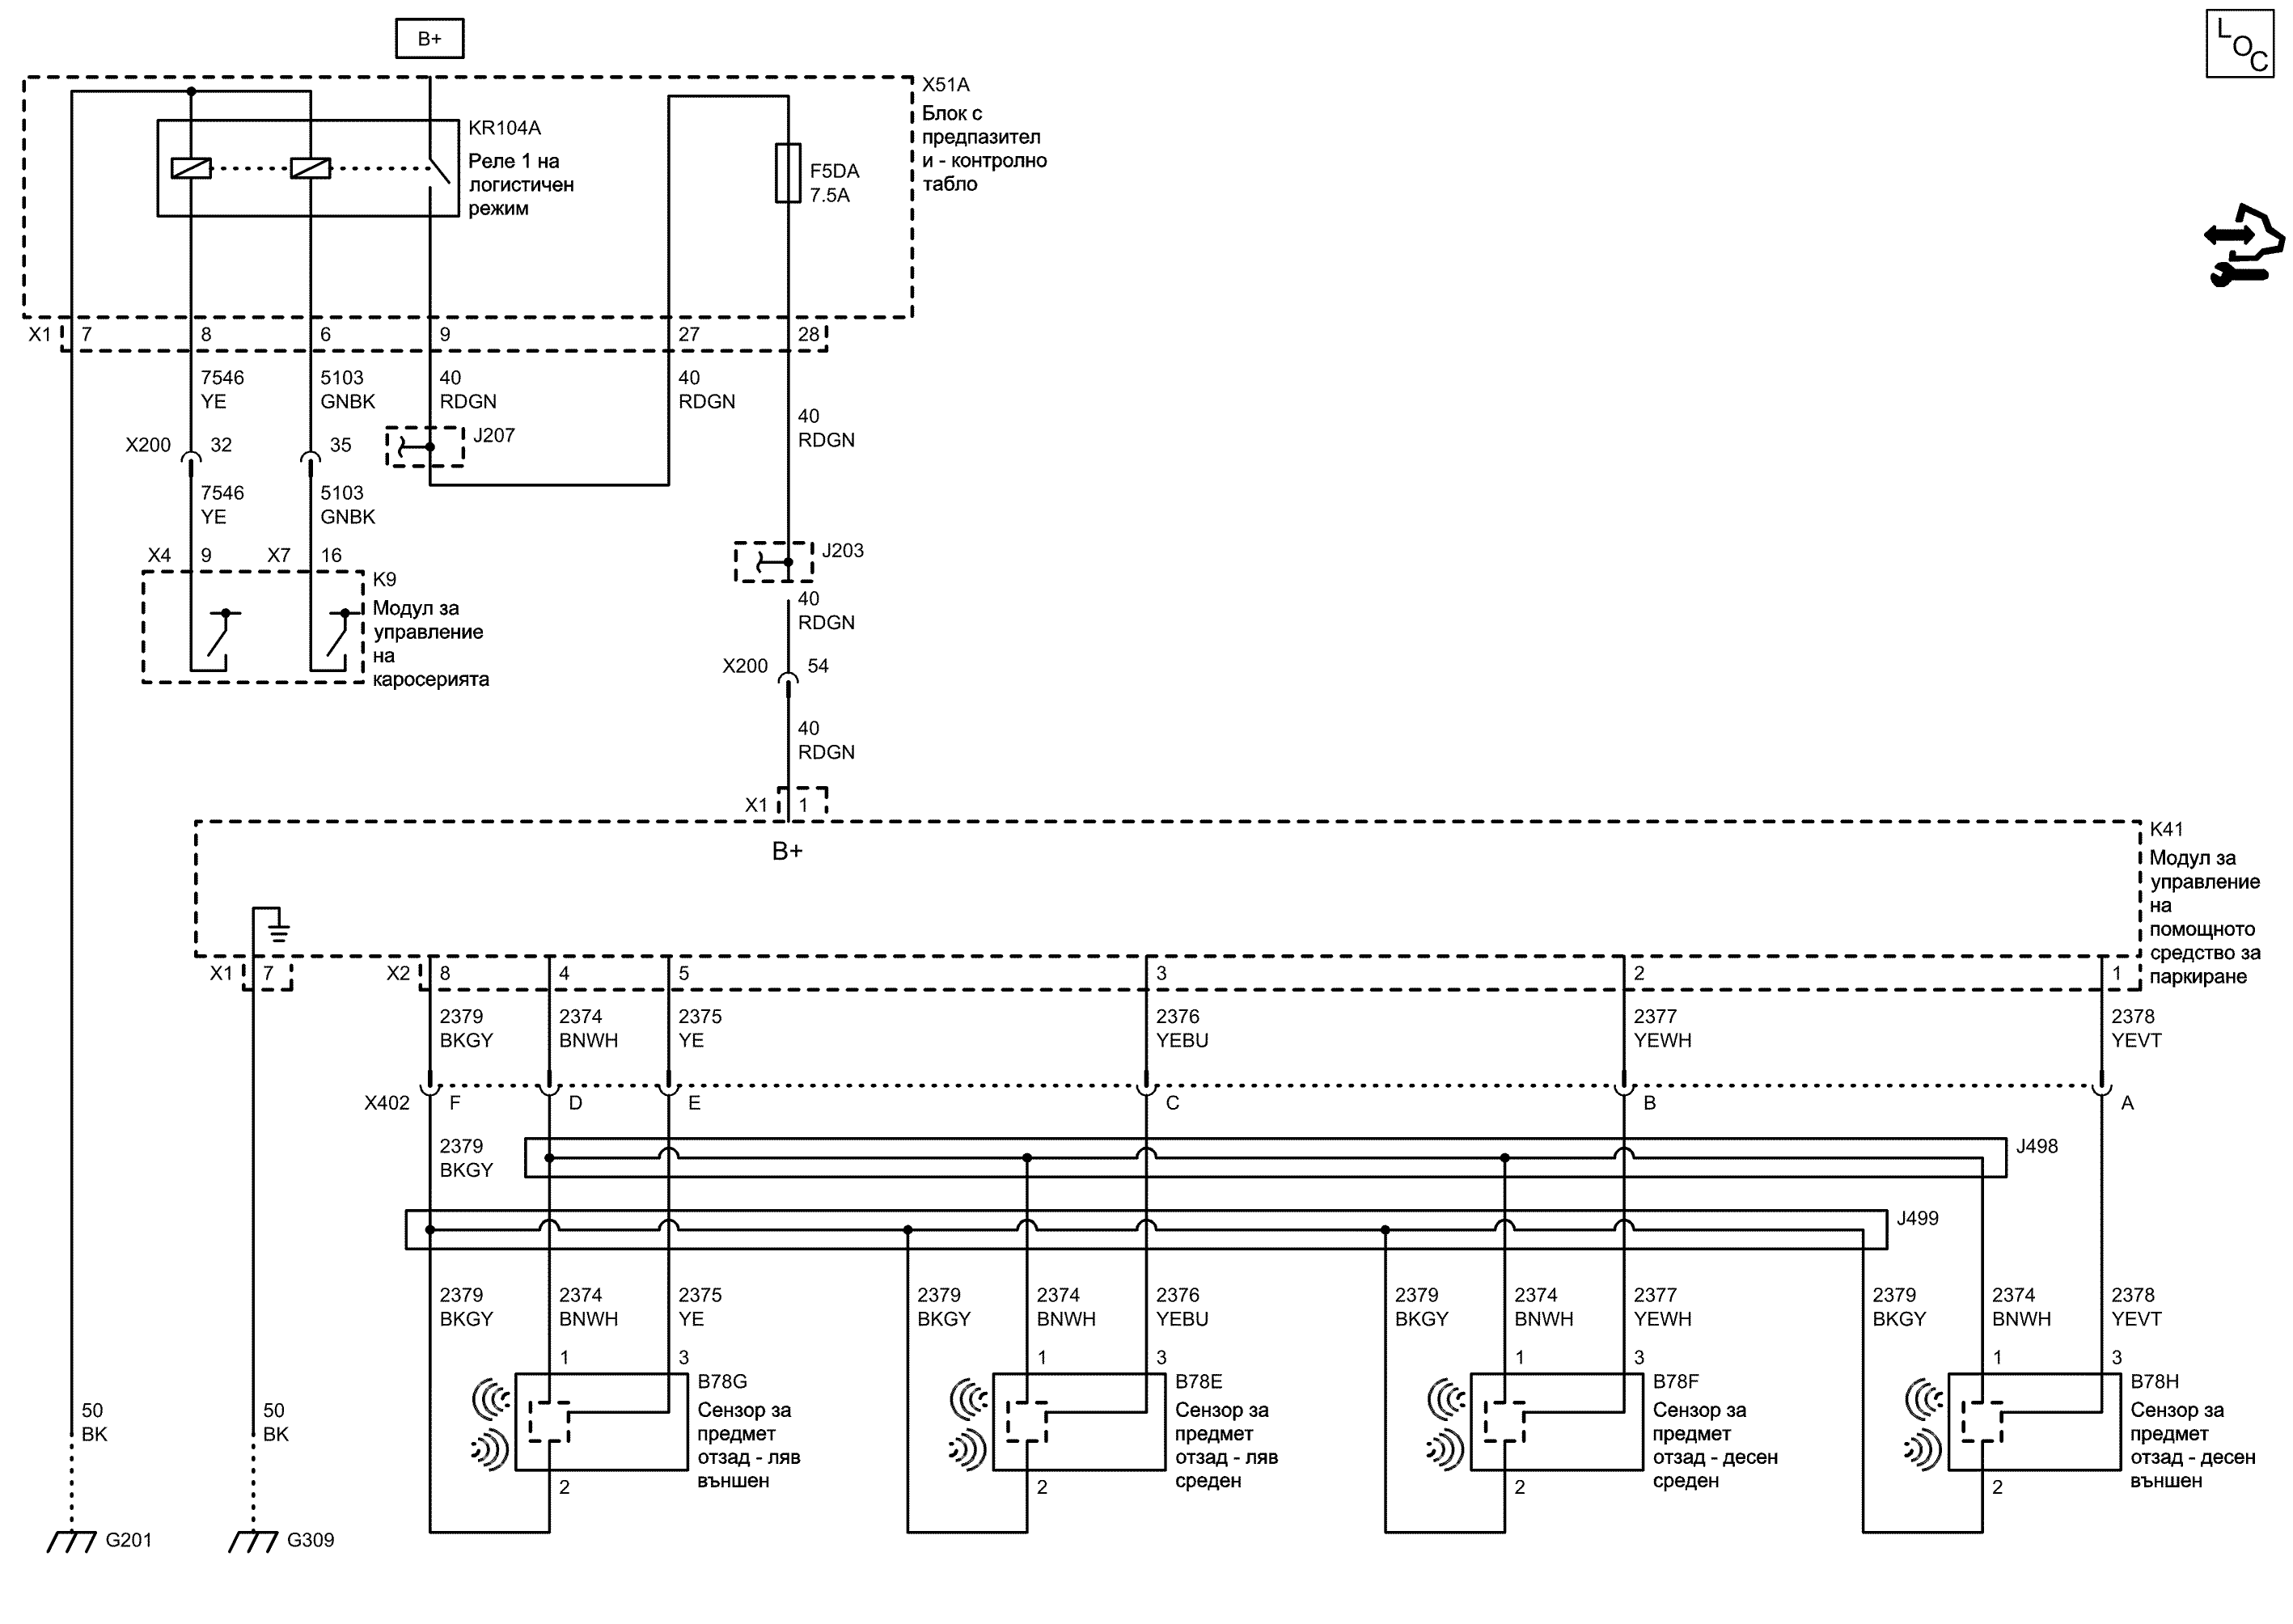 B+
L
O
C
X51A
Блок с
предпазител
и - контролно
табло
KR104A
Реле 1 на
логистичен
режим
F5DA
7.5A
X1 7 8 6 9 27 28
7546
YE
5103
GNBK
40
RDGN
40
RDGN
40
RDGN
X200 32 35
J207
7546
YE
5103
GNBK
X4 9 X7 16
K9
Модул за
управление
на
каросерията
J203
40
RDGN
X200 54
40
RDGN
X1 1
B+
K41
Модул за
управление
на
помощното
средство за
паркиране
X1 7 X2 8 4 5 3 2 1
2379
BKGY
2374
BNWH
2375
YE
2376
YEBU
2377
YEWH
2378
YEVT
X402 F D E C B A
2379
BKGY
J498
J499
2379
BKGY
2374
BNWH
2375
YE
2379
BKGY
2374
BNWH
2376
YEBU
2379
BKGY
2374
BNWH
2377
YEWH
2379
BKGY
2374
BNWH
2378
YEVT
1 3 1 3 1 3 1 3
B78G
Сензор за
предмет
отзад - ляв
външен
2
B78E
Сензор за
предмет
отзад - ляв
среден
2
B78F
Сензор за
предмет
отзад - десен
среден
2
B78H
Сензор за
предмет
отзад - десен
външен
2
50
BK
50
BK
G201
G309